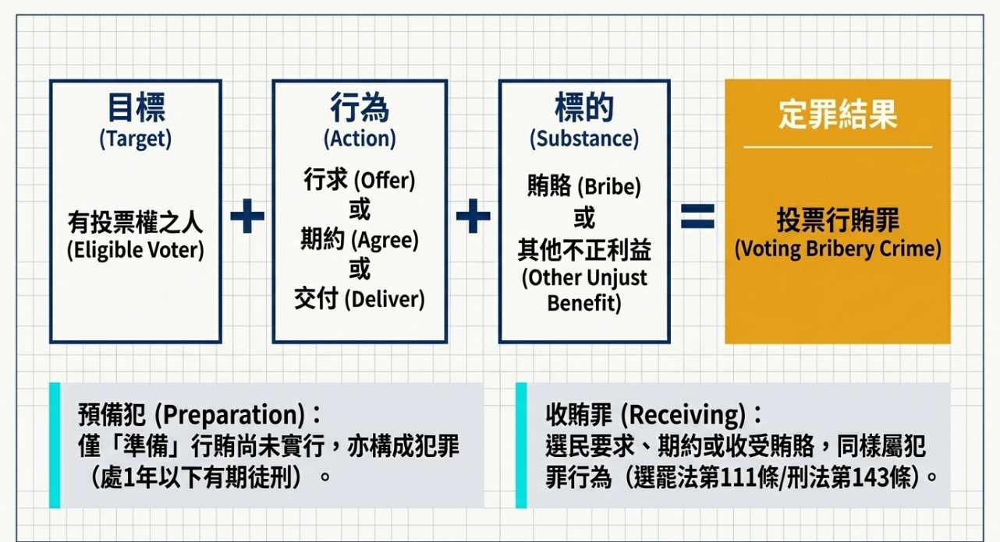 目標
(Target)
有投票權之人
(Eligible Voter)
+
行為
(Action)
行求 (Offer)
或
期約 (Agree)
或
交付 (Deliver)
+
標的
(Substance)
賄賂 (Bribe)
或
其他不正利益
(Other Unjust
Benefit)
=
定罪結果
投票行賄罪
(Voting Bribery Crime)
預備犯 (Preparation)：
僅「準備」行賄尚未實行，亦構成犯罪
（處1年以下有期徒刑）。
收賄罪 (Receiving)：
選民要求、期約或收受賄賂，同樣屬犯
罪行為（選罷法第111條/刑法第143條）。